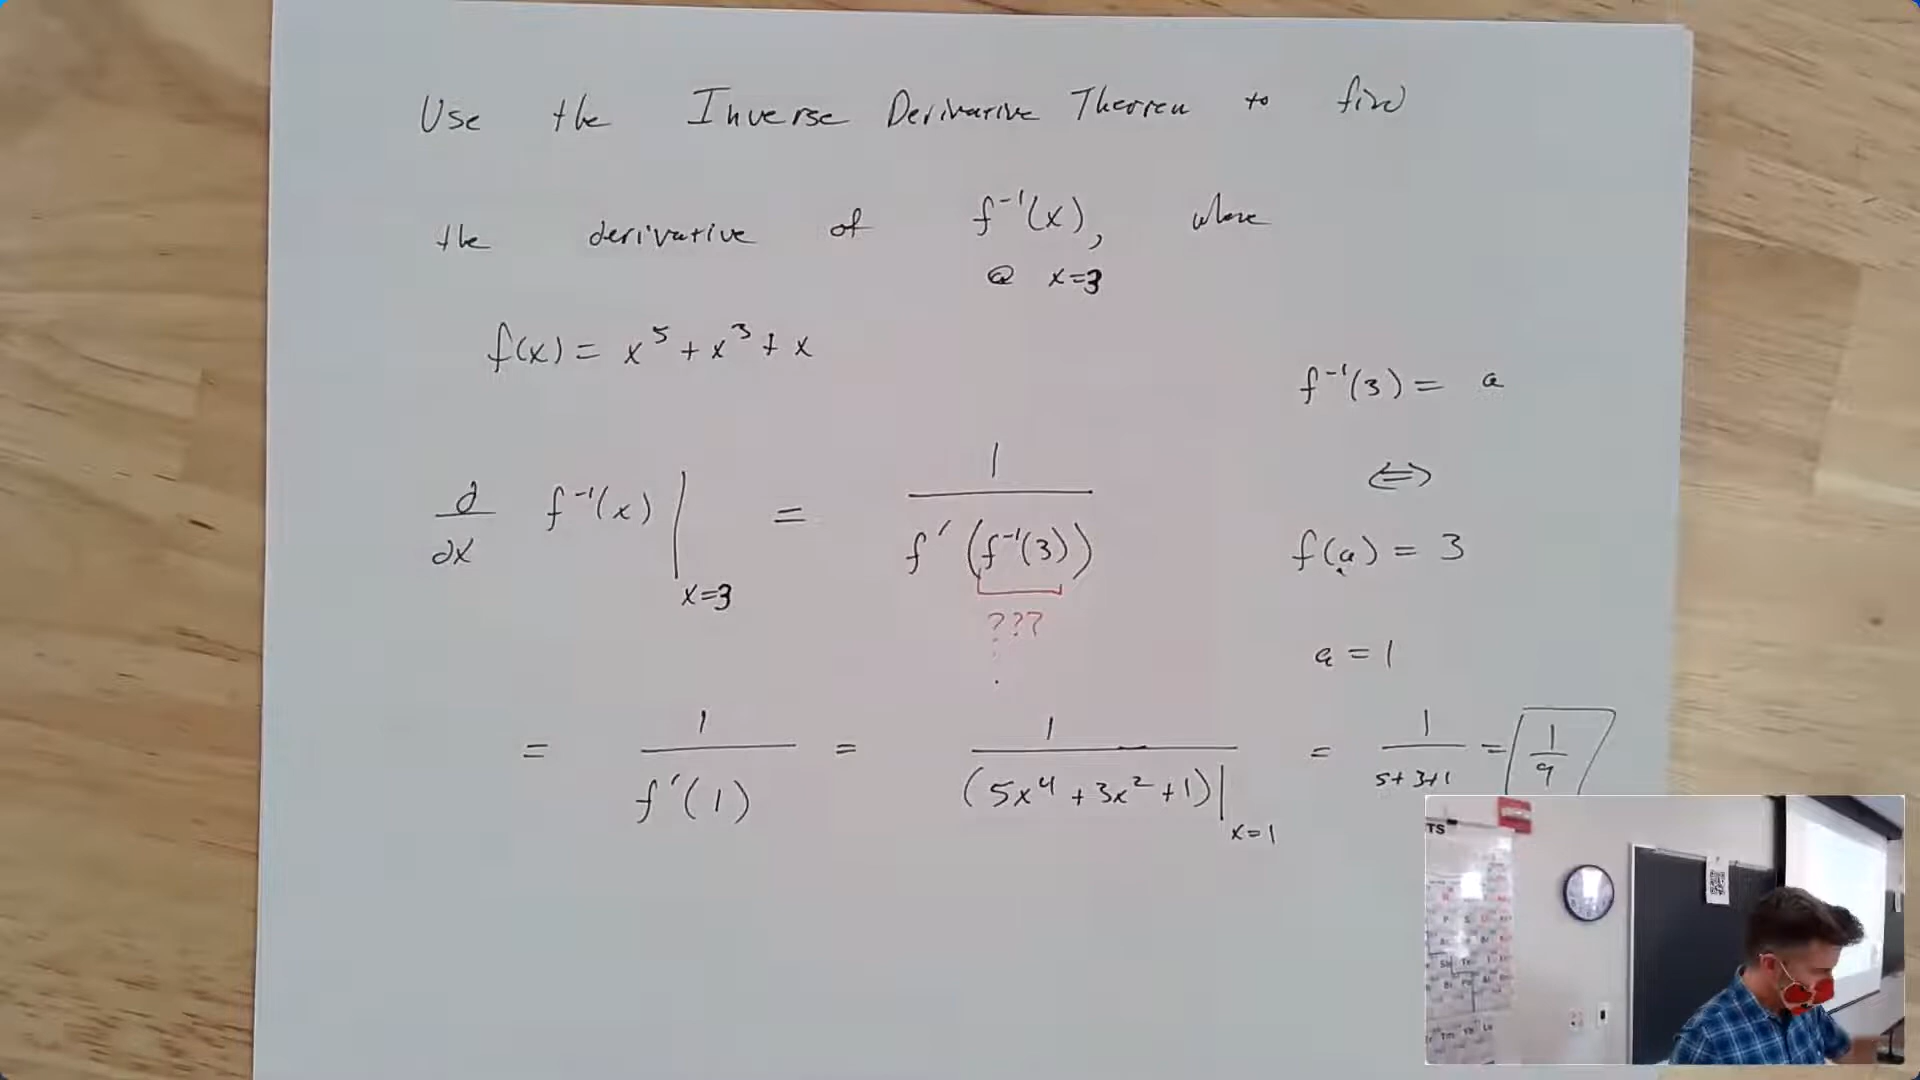 Use the Inverse Derivative Theorem to find
the derivative of f⁻¹(x), where
@ x=3
f(x) = x⁵ + x³ + x
f⁻¹(3) = a
⟺
f(a) = 3
a = 1
d/dx f⁻¹(x) |x=3 = 1/(f′(f⁻¹(3)))
???
= 1/(f′(1)) = 1/((5x⁴ + 3x² + 1)|x=1) = 1/(5+3+1) = 1/9
TS